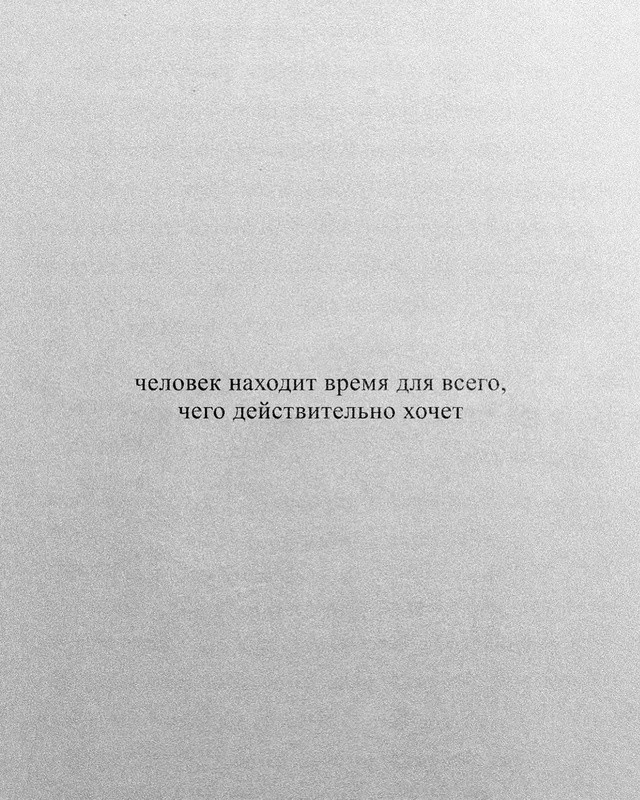 человек находит время для всего,
чего действительно хочет